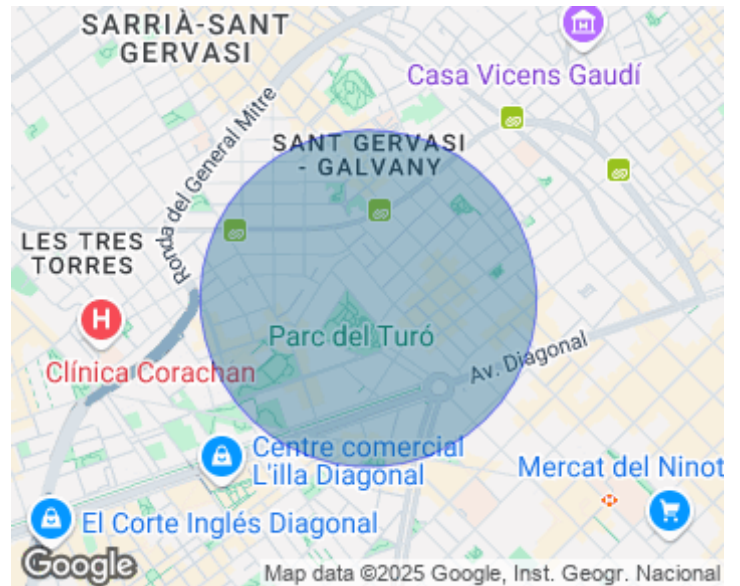 SARRIÀ-SANT
GERVASI
Casa Vicens Gaudí
Ronda del General Mitre
SANT GERVASI
- GALVANY
LES TRES
TORRES
H
Parc del Turó
Clínica Corachan
Av. Diagonal
Centre comercial
L'illa Diagonal
Mercat del Ninot
El Corte Inglés Diagonal
Google
Map data ©2025 Google, Inst. Geogr. Nacional